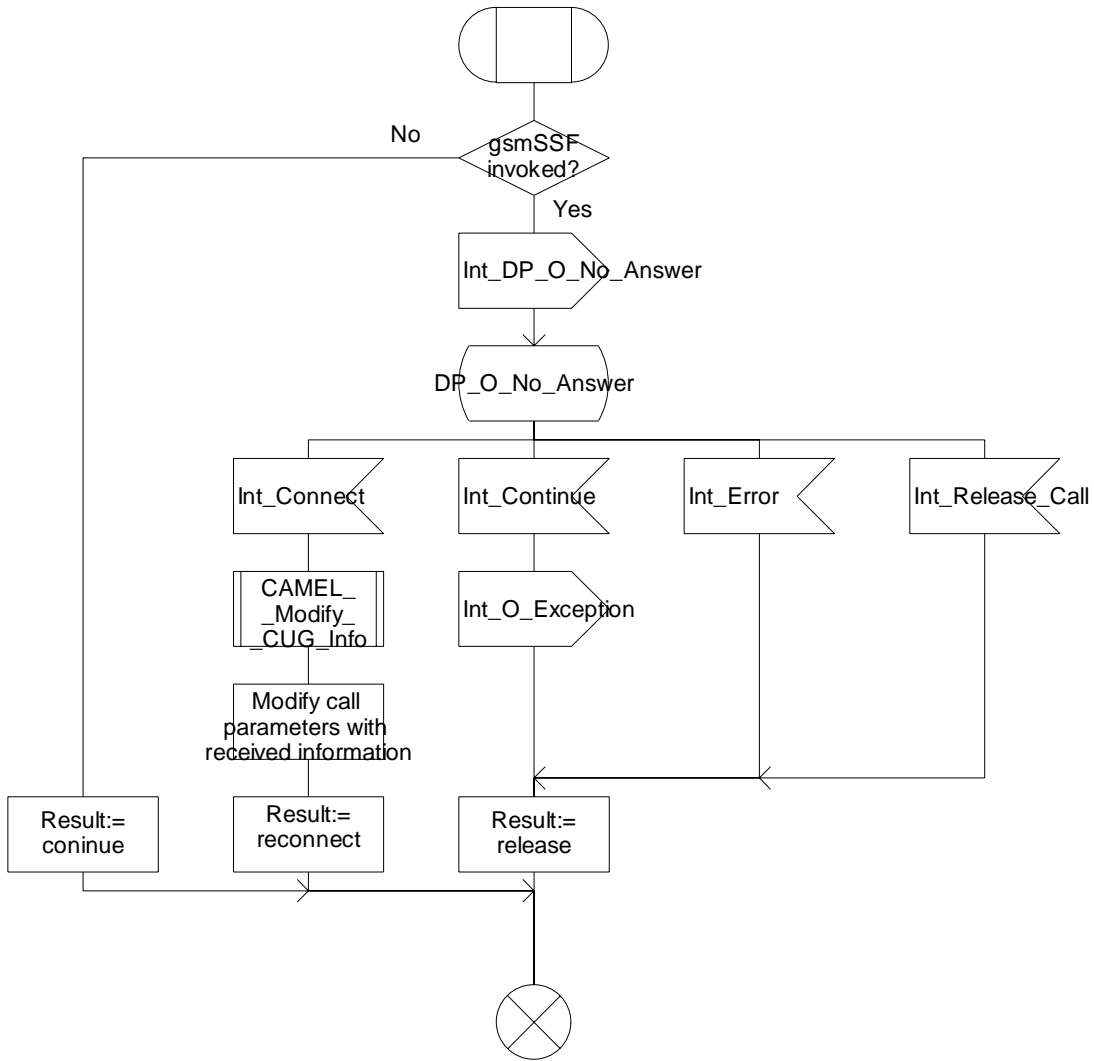 No
gsmSSF
invoked?
Yes
Int_DP_O_No_Answer
DP_O_No_Answer
Int_Connect
Int_Continue
Int_Error
Int_Release_Call
CAMEL_
_Modify_
_CUG_Info
Int_O_Exception
Modify call
parameters with
received information
Result:=
coninue
Result:=
reconnect
Result:=
release